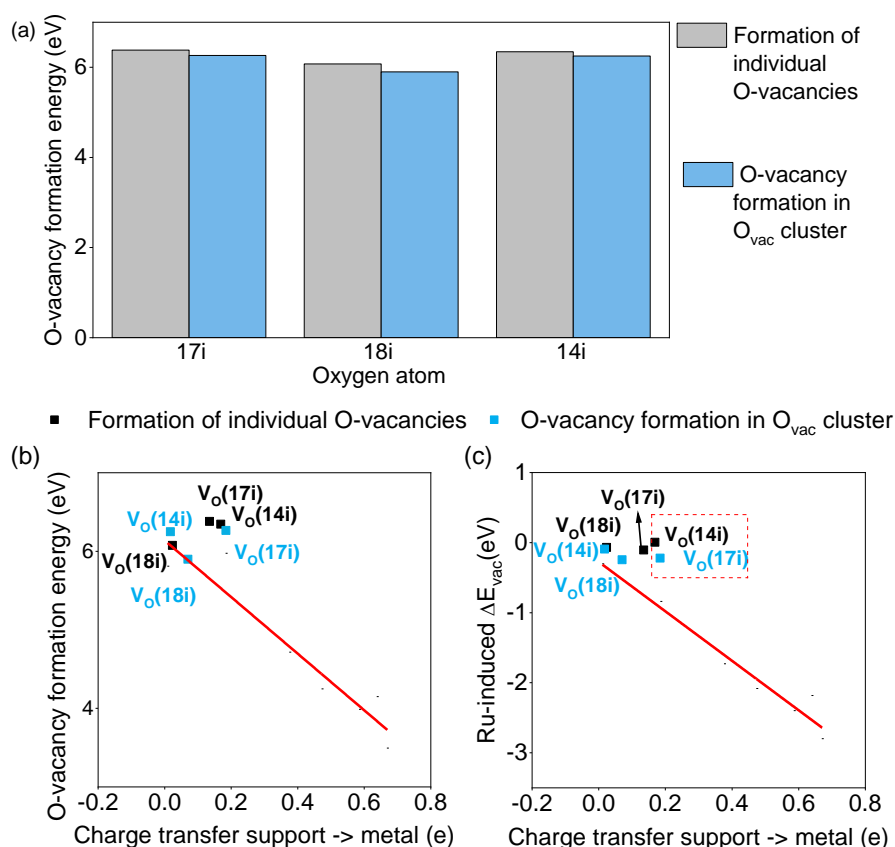 (a)
O-vacancy formation energy (eV)
6
4
2
0
17i 18i 14i
Oxygen atom
Formation of
individual
O-vacancies
O-vacancy
formation in
Ovac cluster
Formation of individual O-vacancies O-vacancy formation in Ovac cluster
(b)
O-vacancy formation energy (eV)
6
4
VO(17i)
VO(14i)
VO(14i)
VO(18i)
VO(17i)
VO(18i)
-0.2 0.0 0.2 0.4 0.6 0.8
Charge transfer support -> metal (e)
(c)
Ru-induced ΔEvac(eV)
1
0
-1
-2
-3
VO(17i)
VO(18i)
VO(14i)
VO(14i)
VO(17i)
VO(18i)
-0.2 0.0 0.2 0.4 0.6 0.8
Charge transfer support -> metal (e)